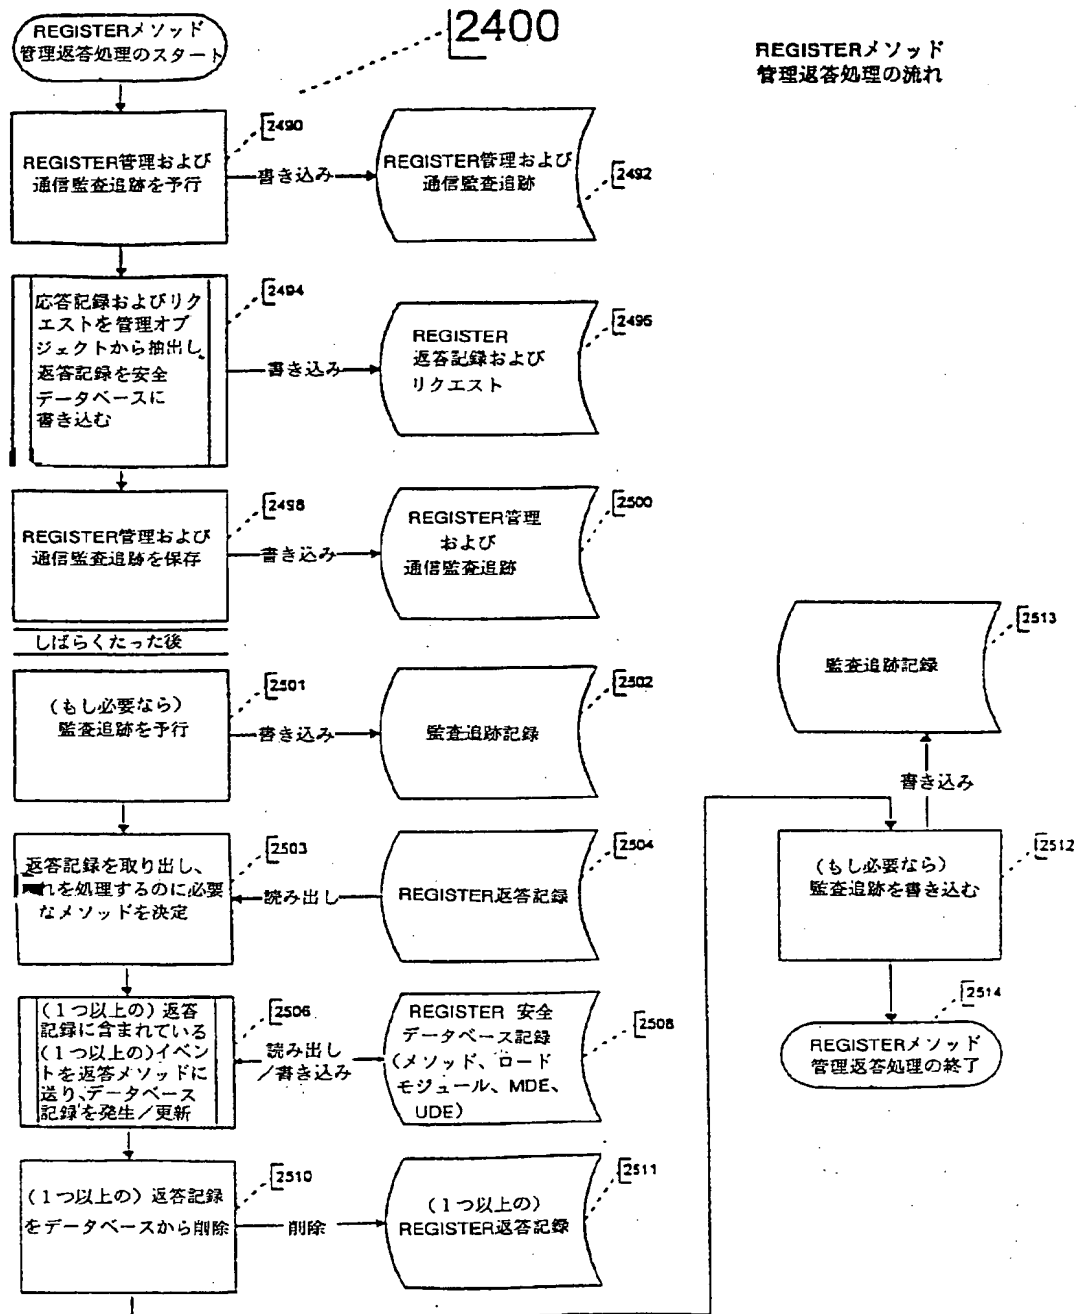 REGISTERメソッド
管理返答処理のスタート
2400
REGISTERメソッド
管理返答処理の流れ
REGISTER管理および
通信監査追跡を予行
2490
書き込み
REGISTER管理および
通信監査追跡
2492
応答記録およびリク
エストを管理オブ
ジェクトから抽出し、
返答記録を安全
データベースに
書き込む
2494
書き込み
REGISTER
返答記録および
リクエスト
2496
REGISTER管理および
通信監査追跡を保存
2498
書き込み
REGISTER管理
および
通信監査追跡
2500
しばらくたった後
(もし必要なら)
監査追跡を予行
2501
書き込み
監査追跡記録
2502
返答記録を取り出し、
れを処理するのに必要
なメソッドを決定
2503
読み出し
REGISTER返答記録
2504
(1つ以上の)返答
記録に含まれている
(1つ以上の)イベン
トを返答メソッドに
送り、データベース
記録を発生/更新
2506
読み出し
/書き込み
REGISTER 安全
データベース記録
(メソッド、ロード
モジュール、MDE、
UDE)
2508
(1つ以上の)返答記録
をデータベースから削除
2510
削除
(1つ以上の)
REGISTER返答記録
2511
監査追跡記録
2513
書き込み
(もし必要なら)
監査追跡を書き込む
2512
2514
REGISTERメソッド
管理返答処理の終了